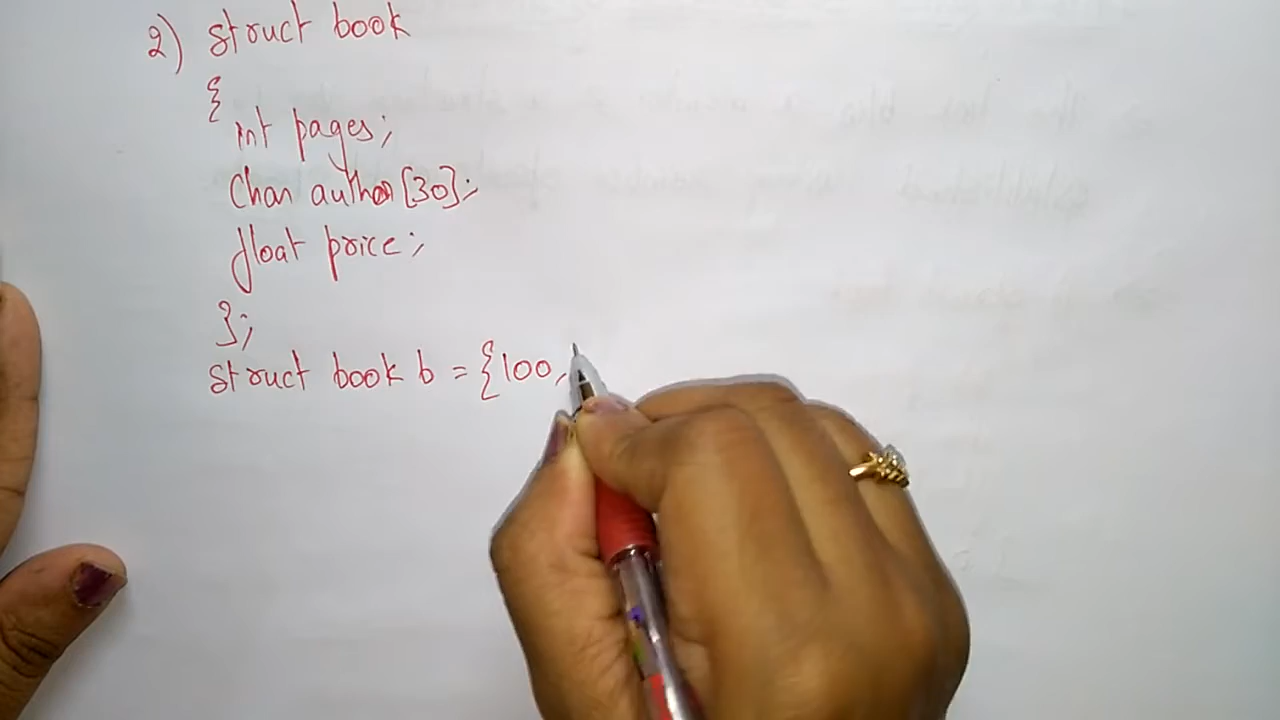 2) struct book
{
int pages;
char author[30];
float price;
};
struct book b = {100,